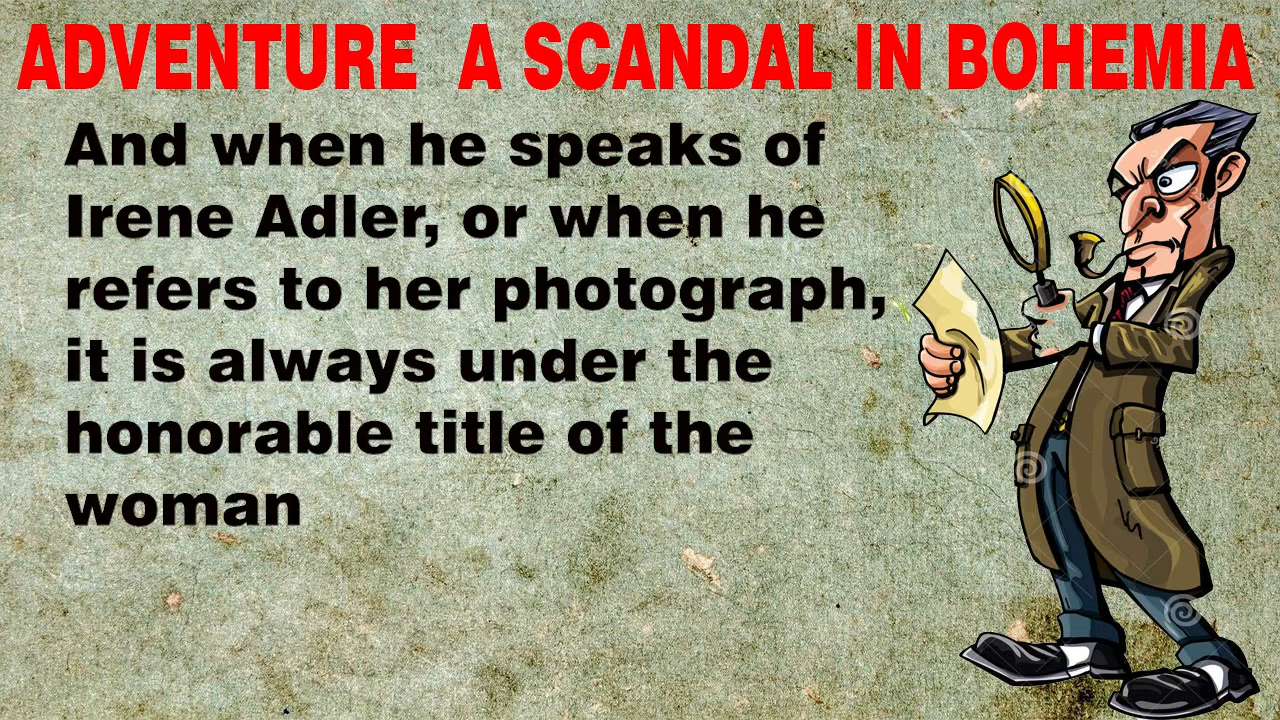 ADVENTURE A SCANDAL IN BOHEMIA
And when he speaks of
Irene Adler, or when he
refers to her photograph,
it is always under the
honorable title of the
woman